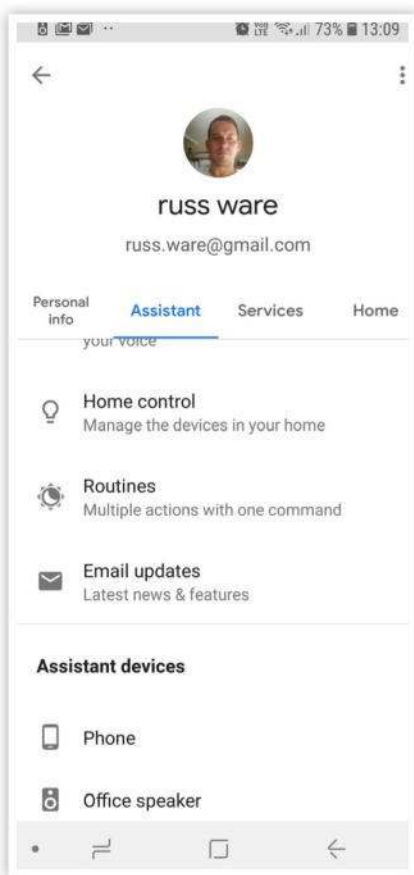 VoLTE 73% 13:09
russ ware
russ.ware@gmail.com
Personal info Assistant Services Home
your voice
Home control
Manage the devices in your home
Routines
Multiple actions with one command
Email updates
Latest news & features
Assistant devices
Phone
Office speaker